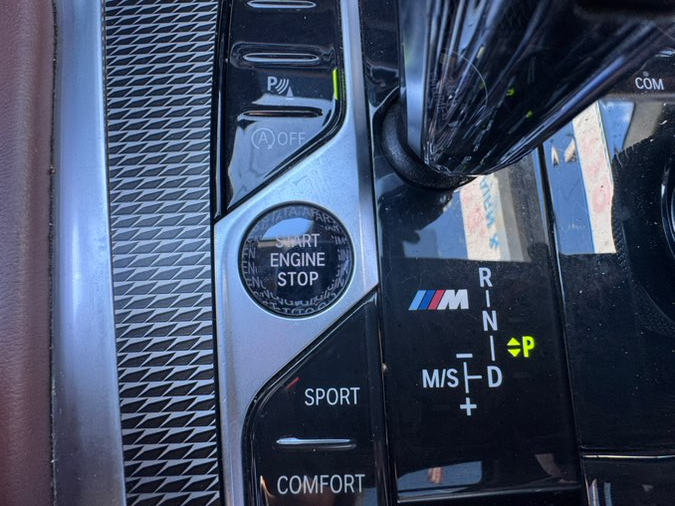 P
A OFF
START
ENGINE
STOP
SPORT
COMFORT
COM
M
R
N
P
M/S
D
−
+